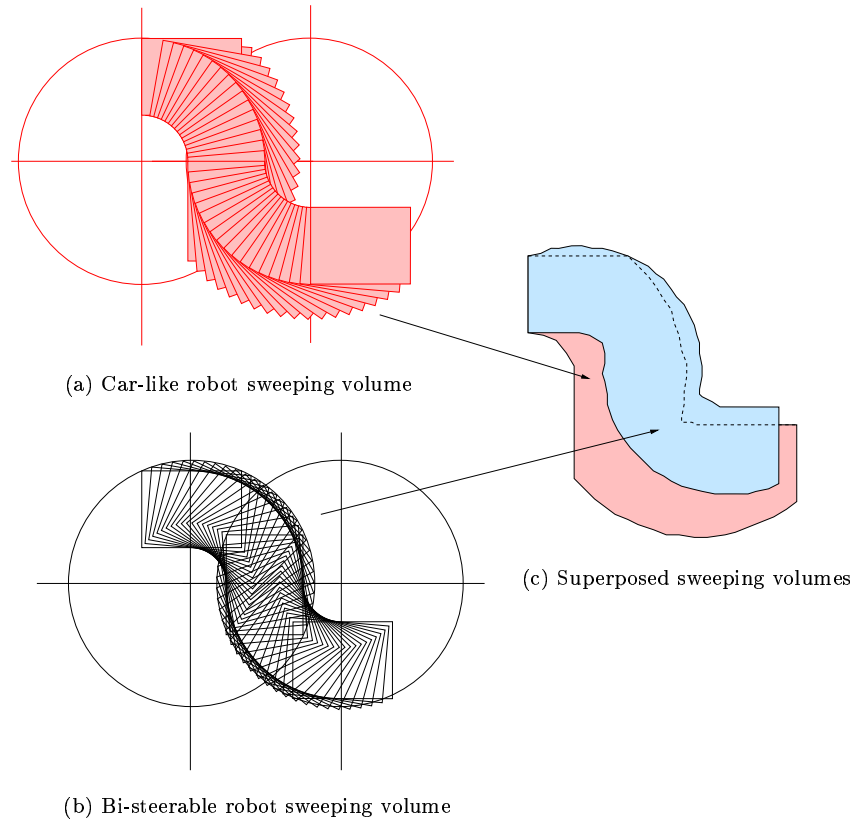 (a) Car-like robot sweeping volume
(c) Superposed sweeping volumes
(b) Bi-steerable robot sweeping volume